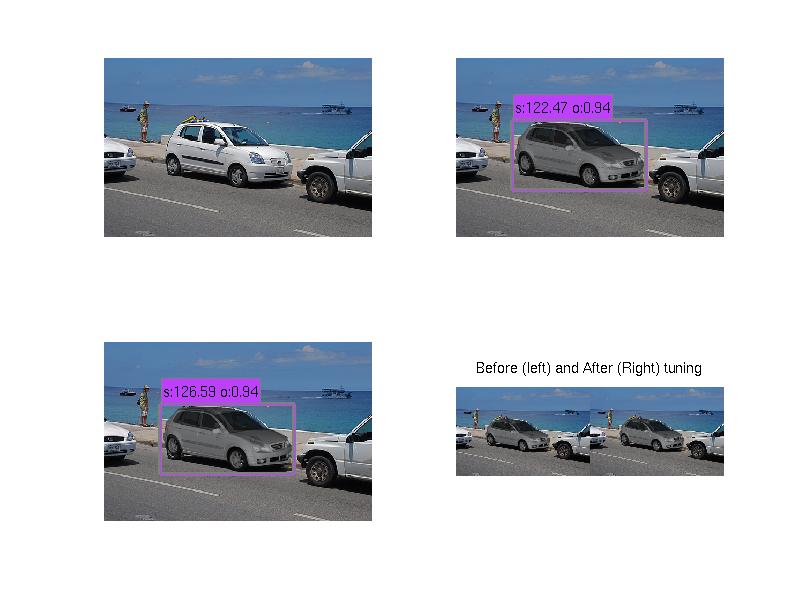 s:122.47 o:0.94
s:126.59 o:0.94
Before (left) and After (Right) tuning